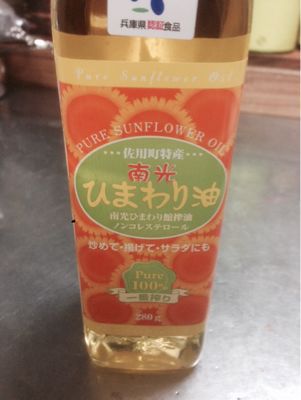 兵庫県認証食品
Pure Sunflower Oil
PURE SUNFLOWER OIL
佐用町特産
南光
ひまわり油
南光ひまわり館搾油
ノンコレステロール
炒めて・揚げて・サラダにも
Pure
100%
一番搾り
280g